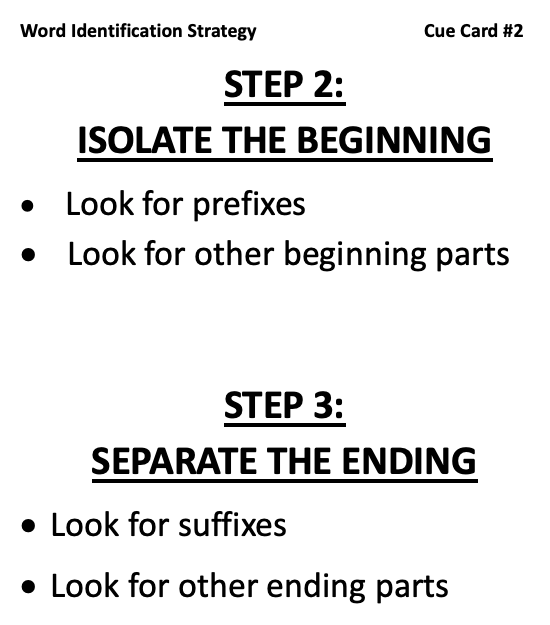 Word Identification Strategy Cue Card #2
STEP 2:
ISOLATE THE BEGINNING
• Look for prefixes
• Look for other beginning parts
STEP 3:
SEPARATE THE ENDING
• Look for suffixes
• Look for other ending parts